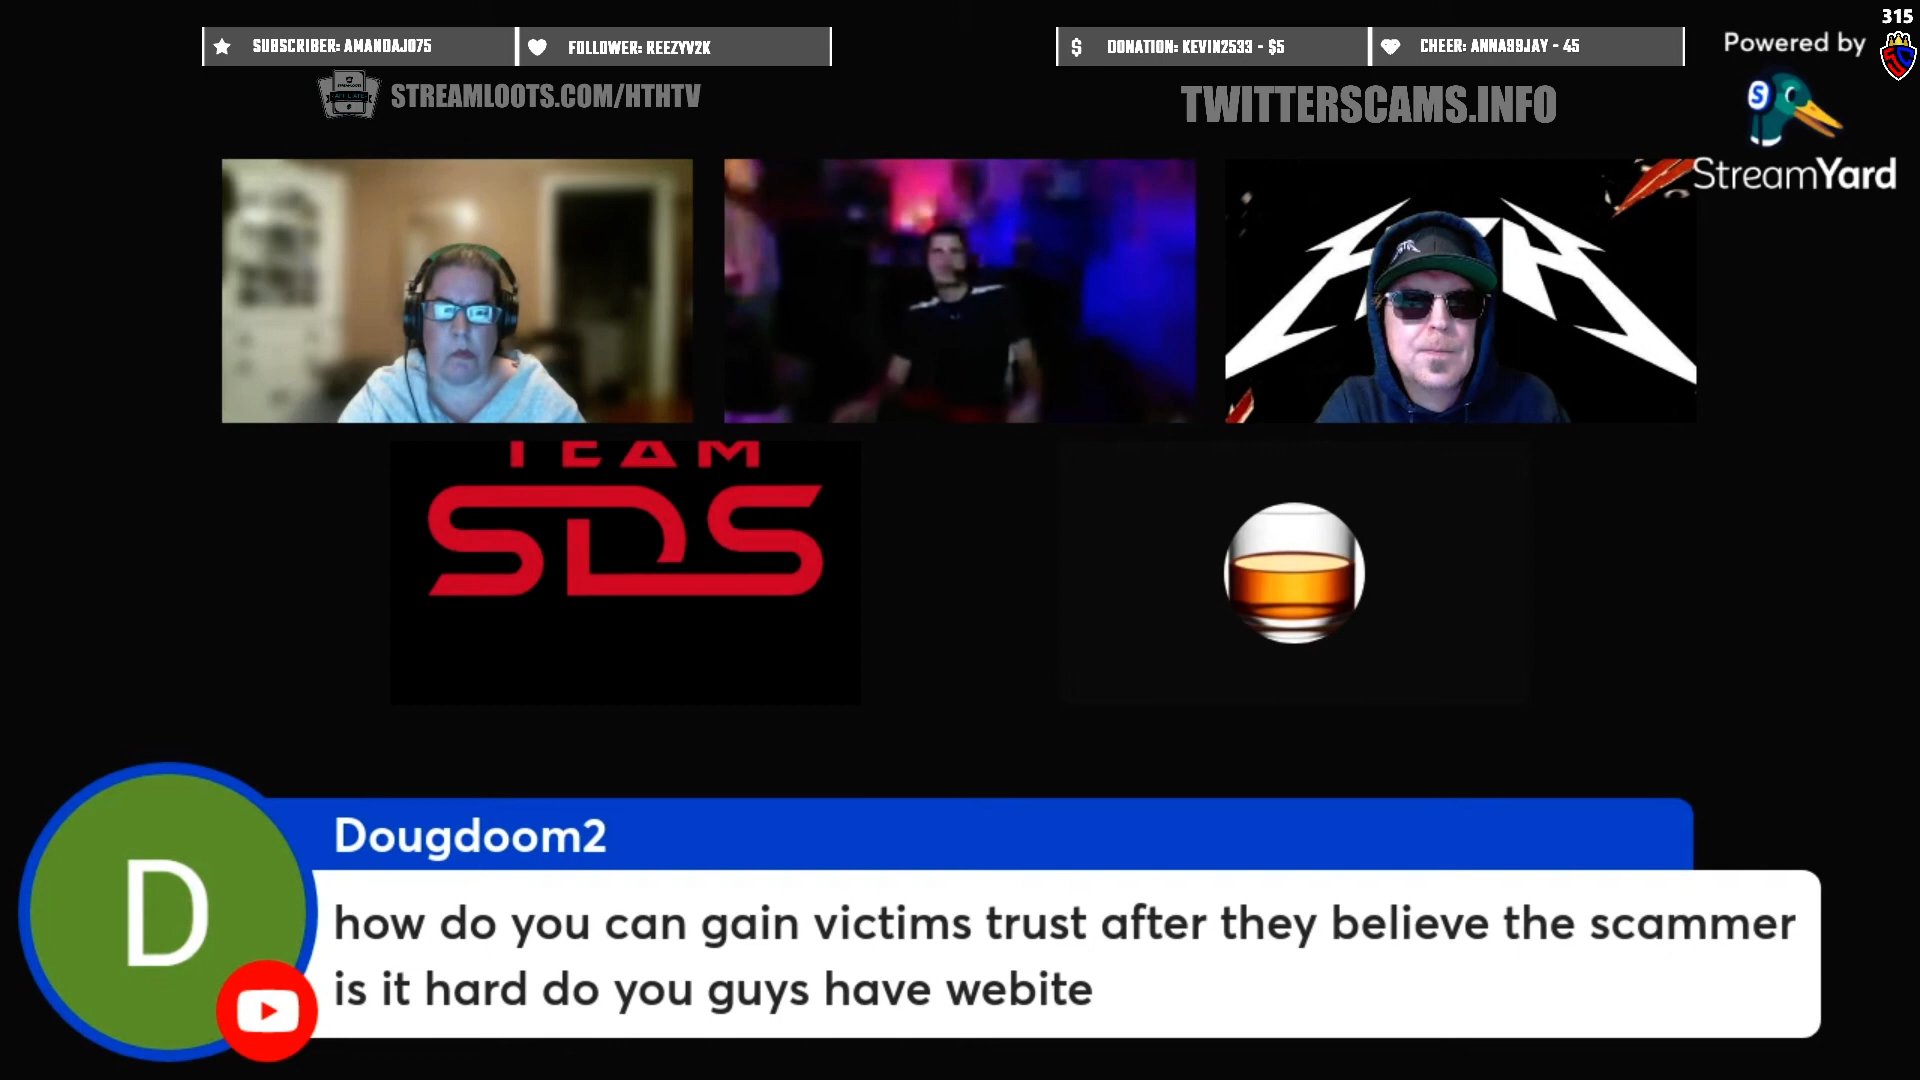 315
SUBSCRIBER: AMANDAJO75
FOLLOWER: REEZYV2K
DONATION: KEVIN2533 - $5
CHEER: ANNA99JAY - 45
Powered by
STREAMLOOTS.COM/HTHTV
TWITTERSCAMS.INFO
StreamYard
TEAM
SDS
Dougdoom2
D
how do you can gain victims trust after they believe the scammer
is it hard do you guys have webite